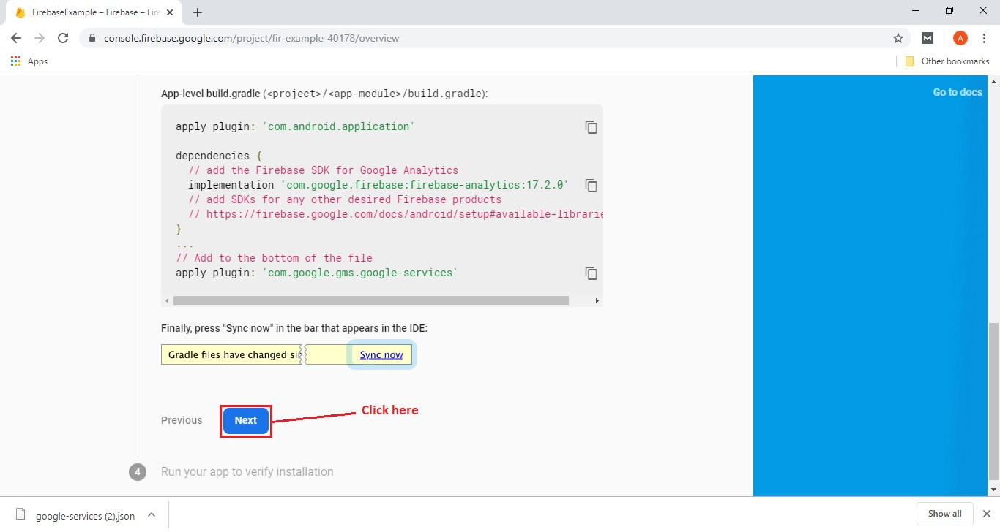 FirebaseExample – Firebase – Fire
console.firebase.google.com/project/fir-example-40178/overview
M
A
Apps
Other bookmarks
Go to docs
App-level build.gradle (<project>/<app-module>/build.gradle):
apply plugin: 'com.android.application'
dependencies {
// add the Firebase SDK for Google Analytics
implementation 'com.google.firebase:firebase-analytics:17.2.0'
// add SDKs for any other desired Firebase products
// https://firebase.google.com/docs/android/setup#available-librarie
}
...
// Add to the bottom of the file
apply plugin: 'com.google.gms.google-services'
Finally, press "Sync now" in the bar that appears in the IDE:
Gradle files have changed sin Sync now
Click here
Previous Next
4 Run your app to verify installation
google-services (2).json
Show all